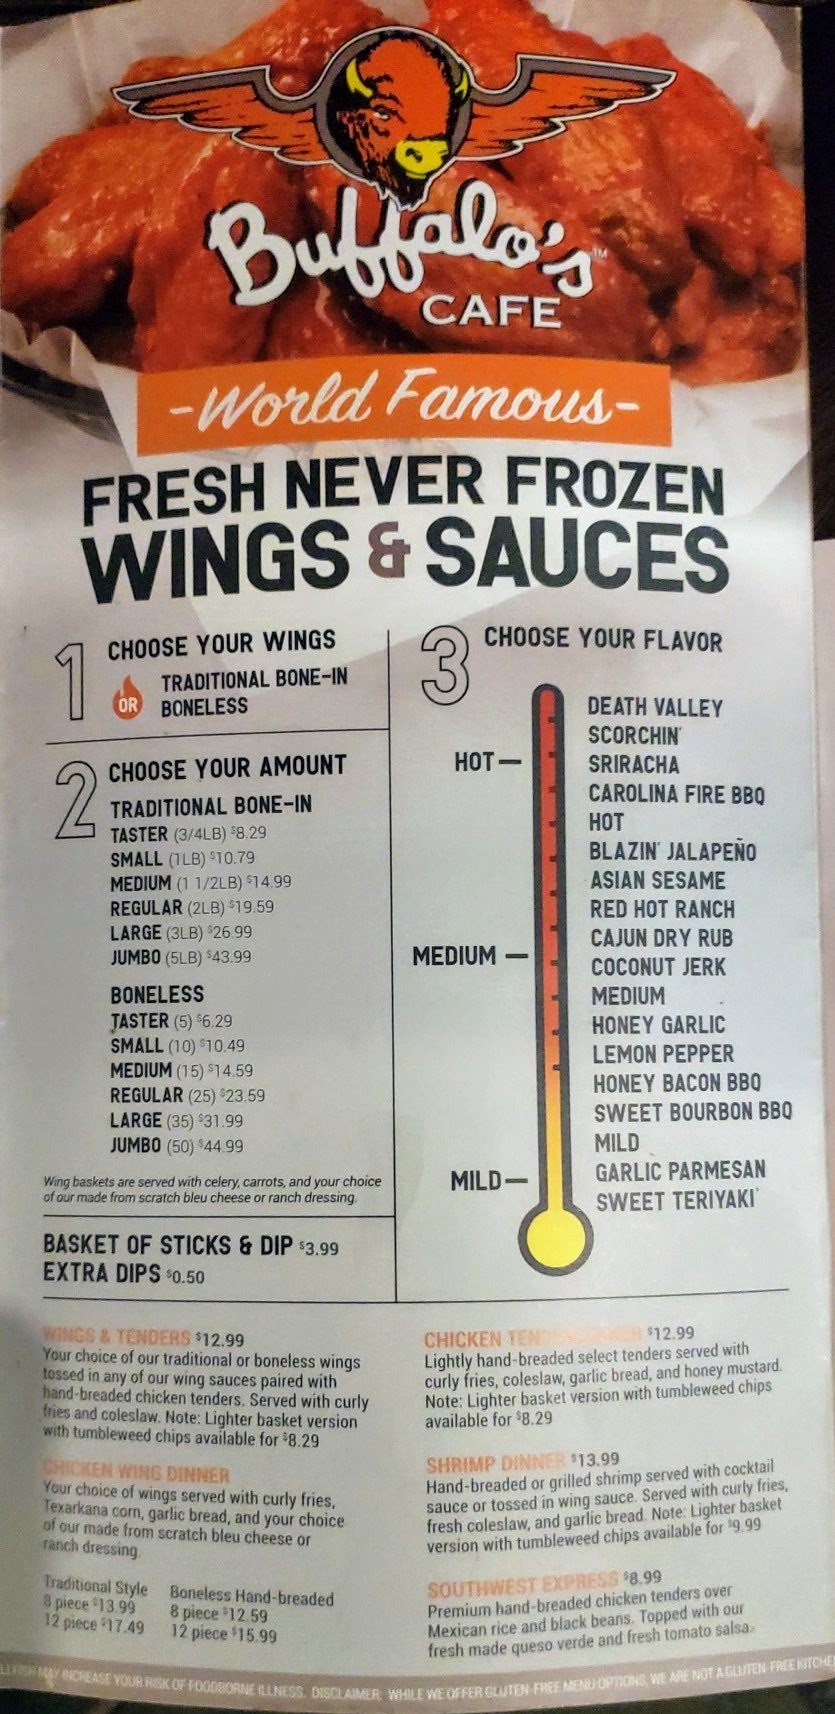 Buffalo's™
CAFE
-World Famous-
FRESH NEVER FROZEN
WINGS & SAUCES
1 CHOOSE YOUR WINGS
TRADITIONAL BONE-IN
OR BONELESS
2 CHOOSE YOUR AMOUNT
TRADITIONAL BONE-IN
TASTER (3/4LB) $8.29
SMALL (1LB) $10.79
MEDIUM (1 1/2LB) $14.99
REGULAR (2LB) $19.59
LARGE (3LB) $26.99
JUMBO (5LB) $43.99
BONELESS
TASTER (5) $6.29
SMALL (10) $10.49
MEDIUM (15) $14.59
REGULAR (25) $23.59
LARGE (35) $31.99
JUMBO (50) $44.99
Wing baskets are served with celery, carrots, and your choice
of our made from scratch bleu cheese or ranch dressing.
BASKET OF STICKS & DIP $3.99
EXTRA DIPS $0.50
3 CHOOSE YOUR FLAVOR
DEATH VALLEY
SCORCHIN'
HOT
SRIRACHA
CAROLINA FIRE BBQ
HOT
BLAZIN' JALAPEÑO
ASIAN SESAME
RED HOT RANCH
CAJUN DRY RUB
MEDIUM
COCONUT JERK
MEDIUM
HONEY GARLIC
LEMON PEPPER
HONEY BACON BBQ
SWEET BOURBON BBQ
MILD
GARLIC PARMESAN
MILD
SWEET TERIYAKI
WINGS & TENDERS $12.99
Your choice of our traditional or boneless wings
tossed in any of our wing sauces paired with
hand-breaded chicken tenders. Served with curly
fries and coleslaw. Note: Lighter basket version
with tumbleweed chips available for $8.29
CHICKEN WING DINNER
Your choice of wings served with curly fries,
Texarkana corn, garlic bread, and your choice
of our made from scratch bleu cheese or
ranch dressing
Traditional Style
8 piece $13.99
12 piece $17.49
Boneless Hand-breaded
8 piece $12.59
12 piece $15.99
CHICKEN $12.99
Lightly hand-breaded select tenders served with
curly fries, coleslaw, garlic bread, and honey mustard.
Note: Lighter basket version with tumbleweed chips
available for $8.29
SHRIMP DINNER $13.99
Hand-breaded or grilled shrimp served with cocktail
sauce or tossed in wing sauce. Served with curly fries,
fresh coleslaw, and garlic bread. Note: Lighter basket
version with tumbleweed chips available for $9.99
SOUTHWEST EXPRESS $8.99
Premium hand-breaded chicken tenders over
Mexican rice and black beans. Topped with our
fresh made queso verde and fresh tomato salsa.
MAY INCREASE YOUR RISK OF FOODBORNE ILLNESS. DISCLAIMER: WHILE WE OFFER GLUTEN-FREE MENU OPTIONS, WE ARE NOT A GLUTEN FREE